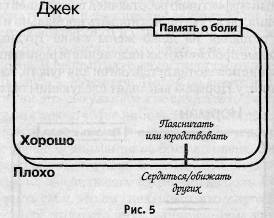 Джек
Память о боли
Паясничать
или юродствовать
Хорошо
Плохо
Сердиться/обижать
других
Рис. 5